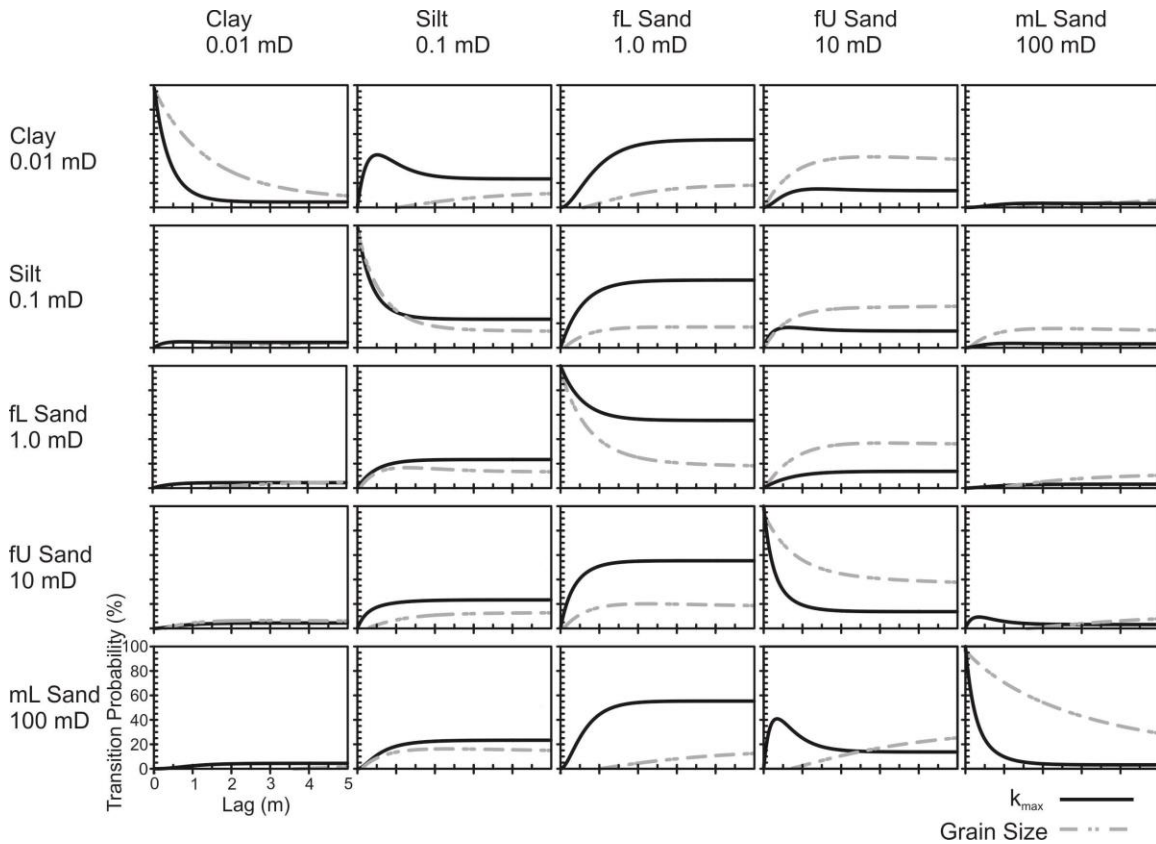 Clay
0.01 mD
Silt
0.1 mD
fL Sand
1.0 mD
fU Sand
10 mD
mL Sand
100 mD
Clay
0.01 mD
Silt
0.1 mD
fL Sand
1.0 mD
fU Sand
10 mD
mL Sand
100 mD
Transition Probability (%)
100
80
60
40
20
0
0 1 2 3 4 5
Lag (m)
kmax
Grain Size